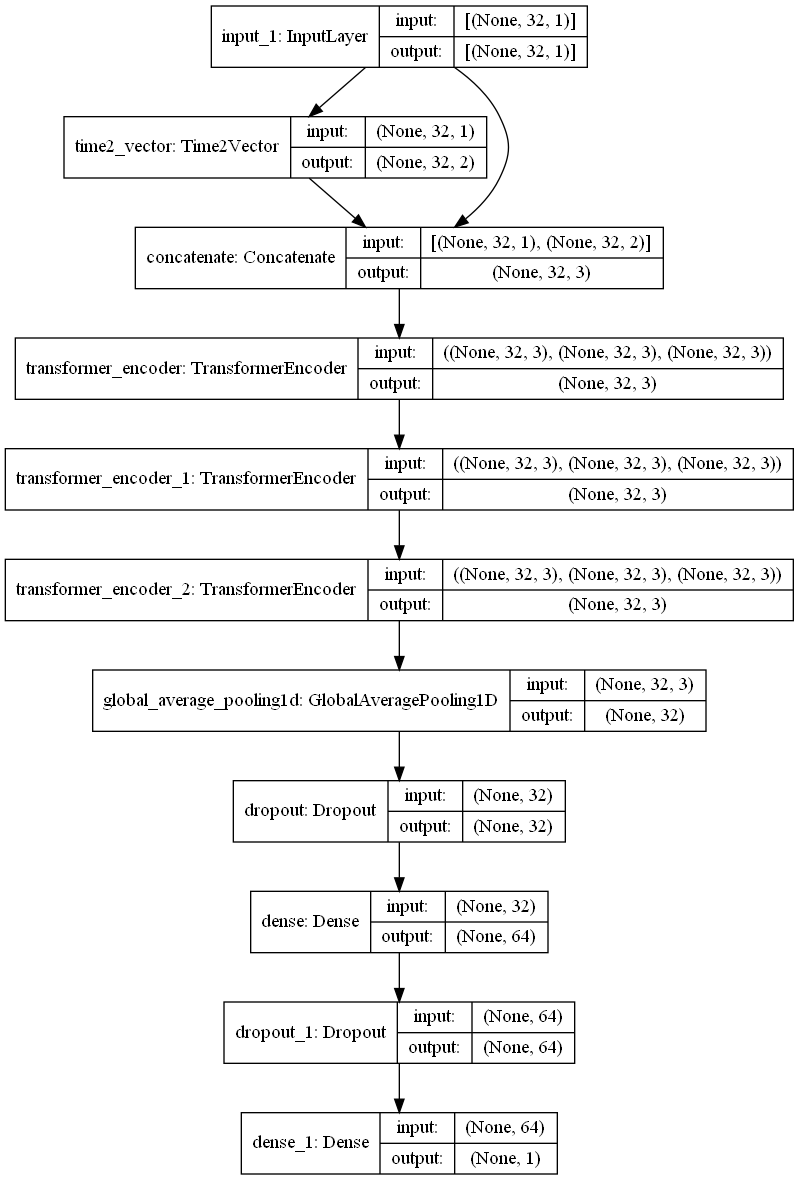 input_1: InputLayer
input: [(None, 32, 1)]
output: [(None, 32, 1)]
time2_vector: Time2Vector
input: (None, 32, 1)
output: (None, 32, 2)
concatenate: Concatenate
input: [(None, 32, 1), (None, 32, 2)]
output: (None, 32, 3)
transformer_encoder: TransformerEncoder
input: ((None, 32, 3), (None, 32, 3), (None, 32, 3))
output: (None, 32, 3)
transformer_encoder_1: TransformerEncoder
input: ((None, 32, 3), (None, 32, 3), (None, 32, 3))
output: (None, 32, 3)
transformer_encoder_2: TransformerEncoder
input: ((None, 32, 3), (None, 32, 3), (None, 32, 3))
output: (None, 32, 3)
global_average_pooling1d: GlobalAveragePooling1D
input: (None, 32, 3)
output: (None, 32)
dropout: Dropout
input: (None, 32)
output: (None, 32)
dense: Dense
input: (None, 32)
output: (None, 64)
dropout_1: Dropout
input: (None, 64)
output: (None, 64)
dense_1: Dense
input: (None, 64)
output: (None, 1)